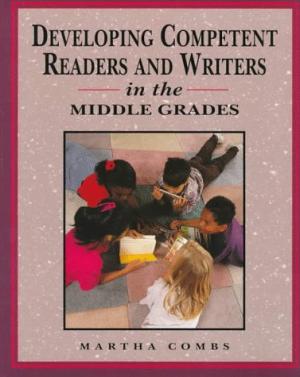 DEVELOPING COMPETENT
READERS AND WRITERS
in the
MIDDLE GRADES
MARTHA COMBS